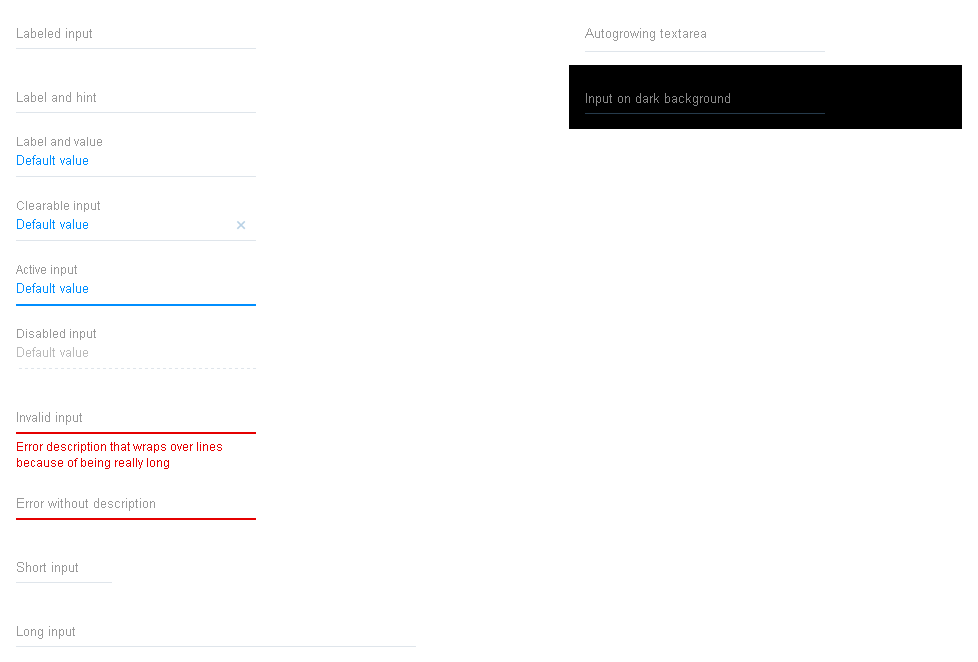 Labeled input
Label and hint
Label and value
Default value
Clearable input
Default value
Active input
Default value
Disabled input
Default value
Invalid input
Error description that wraps over lines
because of being really long
Error without description
Short input
Long input
Autogrowing textarea
Input on dark background